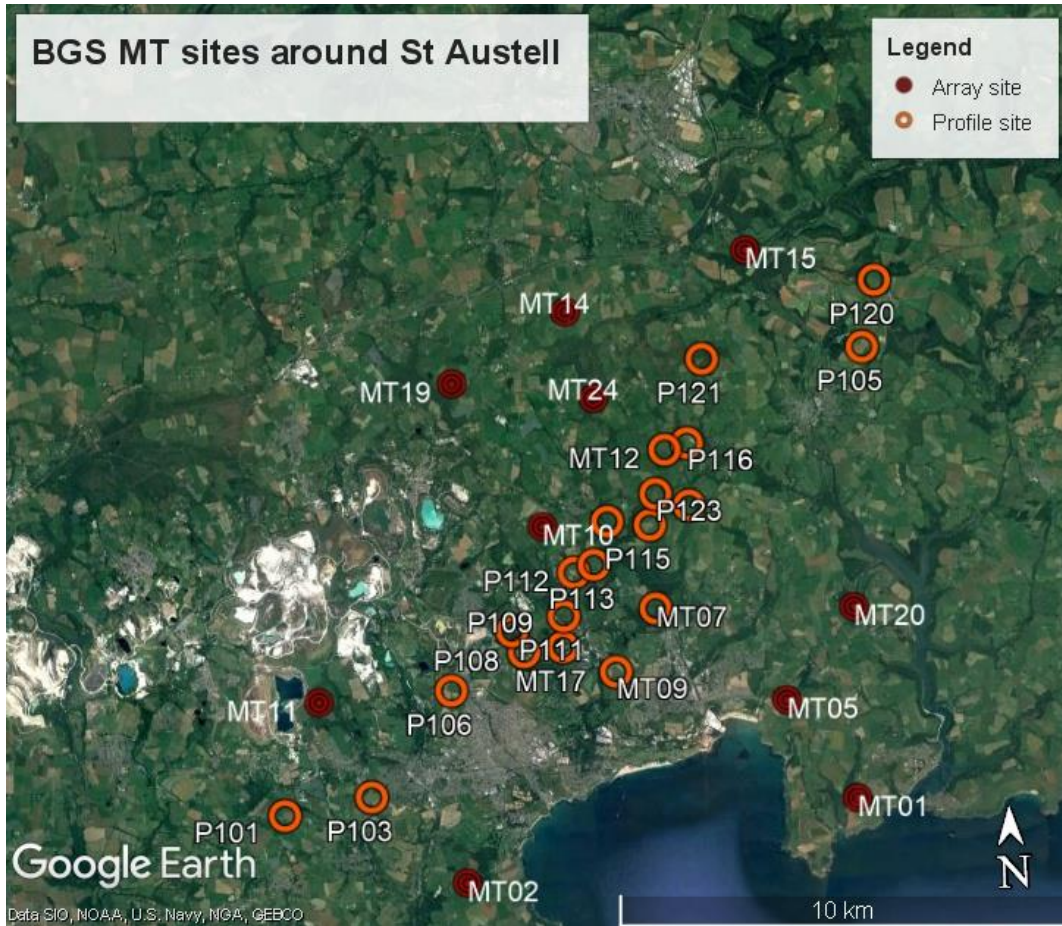 BGS MT sites around St Austell
Legend
Array site
Profile site
MT15
P120
MT14
P105
P121
MT19
MT24
MT12
P116
P123
MT10
P115
P112
P113
MT07
MT20
P109
P111
P108
MT17
MT09
MT11
P106
MT05
MT01
P101
P103
Google Earth
N
MT02
10 km
Data SIO, NOAA, U.S. Navy, NGA, GEBCO